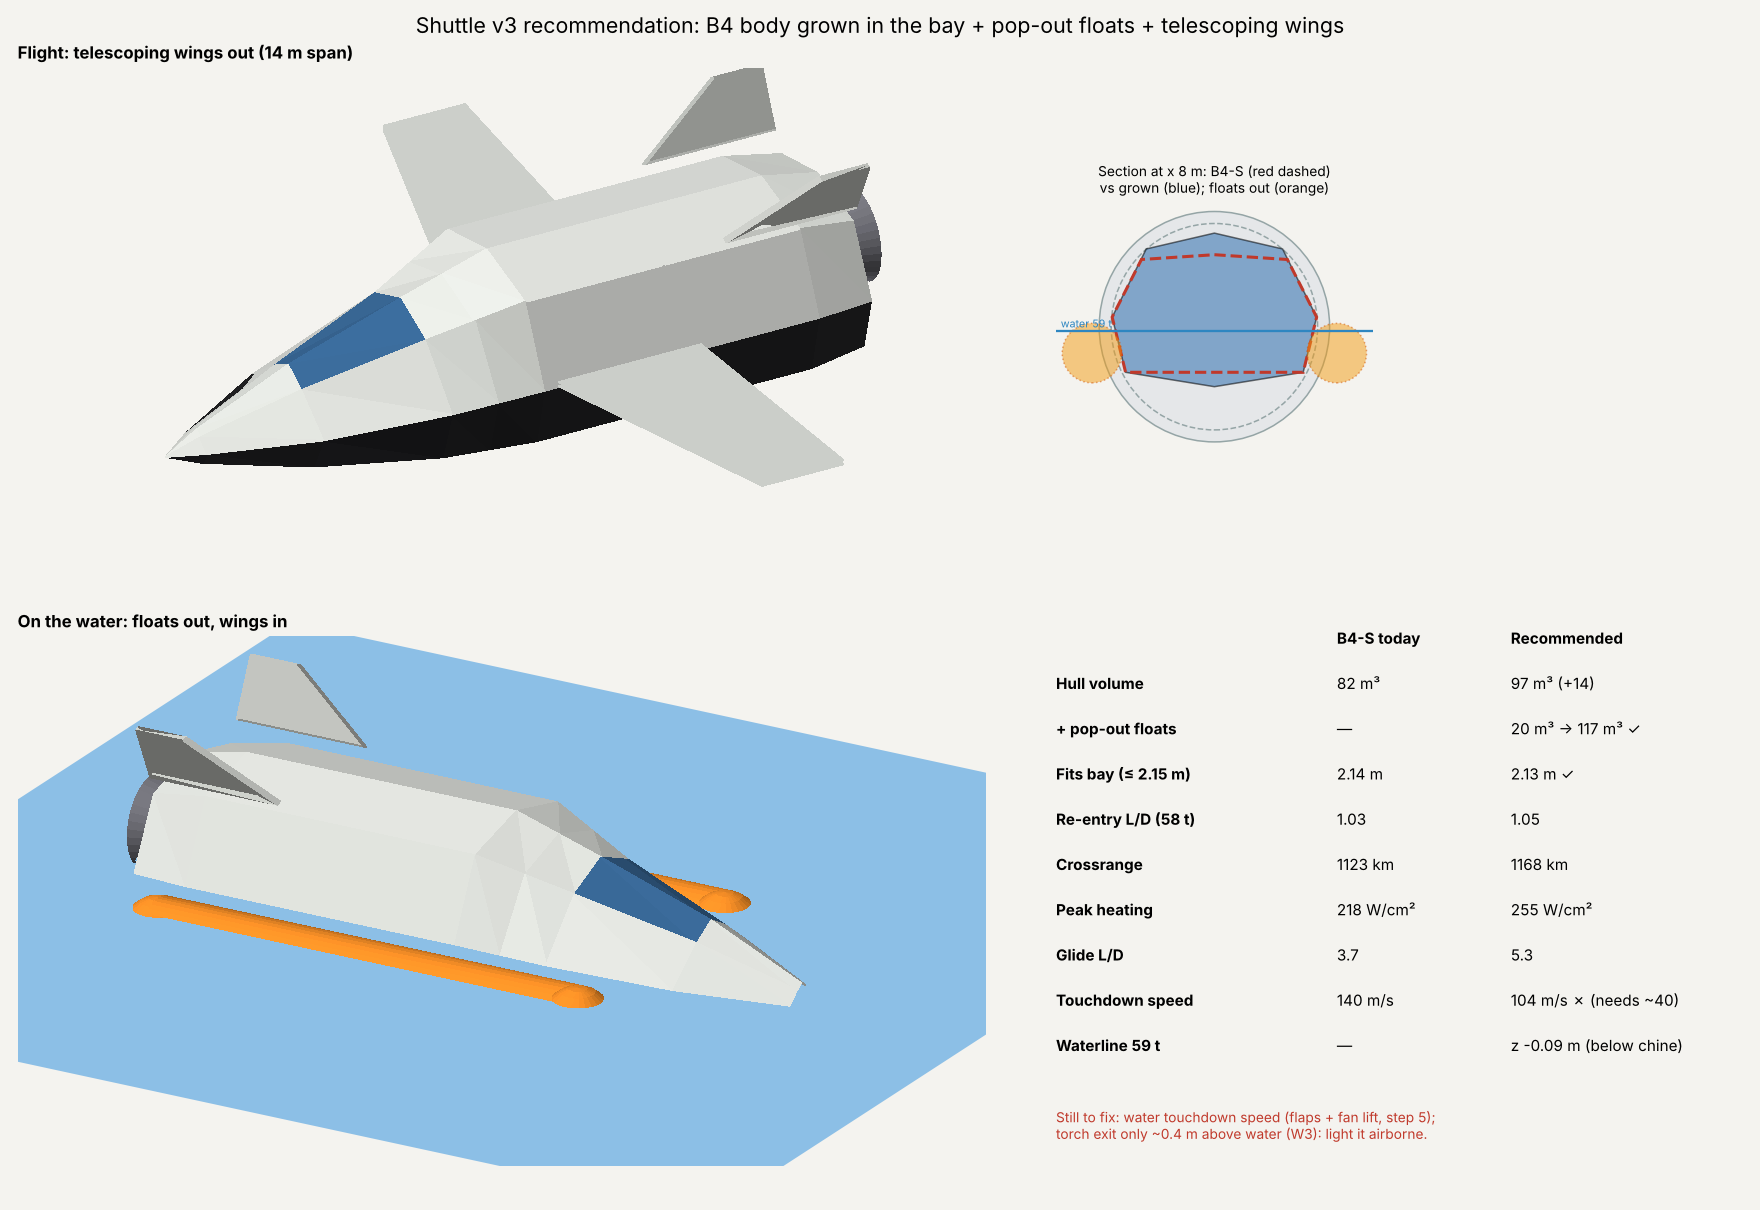 Shuttle v3 recommendation: B4 body grown in the bay + pop-out floats + telescoping wings
Flight: telescoping wings out (14 m span)
Section at x 8 m: B4-S (red dashed)
vs grown (blue); floats out (orange)
water 59 t
On the water: floats out, wings in
B4-S today Recommended
Hull volume 82 m³ 97 m³ (+14)
+ pop-out floats — 20 m³ → 117 m³ ✓
Fits bay (≤ 2.15 m) 2.14 m 2.13 m ✓
Re-entry L/D (58 t) 1.03 1.05
Crossrange 1123 km 1168 km
Peak heating 218 W/cm² 255 W/cm²
Glide L/D 3.7 5.3
Touchdown speed 140 m/s 104 m/s × (needs ~40)
Waterline 59 t — z -0.09 m (below chine)
Still to fix: water touchdown speed (flaps + fan lift, step 5);
torch exit only ~0.4 m above water (W3): light it airborne.